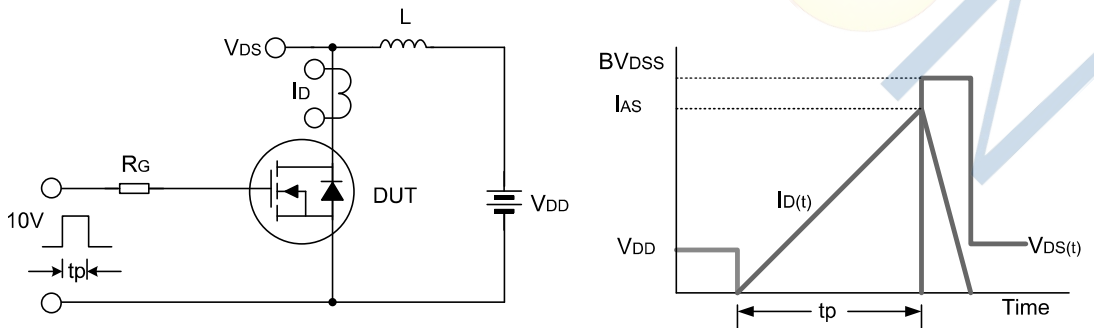 VDS
L
ID
RG
DUT
VDD
10V
tp
BVDSS
IAS
ID(t)
VDD
VDS(t)
tp
Time